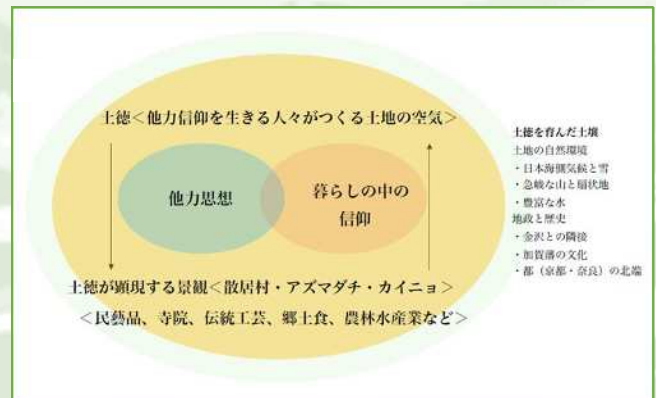 土徳＜他力信仰を生きる人々がつくる土地の空気＞
他力思想
暮らしの中の
信仰
土徳が顕現する景観＜散居村・アズマダチ・カイニョ＞
＜民藝品、寺院、伝統工芸、郷土食、農林水産業など＞
土徳を育んだ土壌
土地の自然環境
・日本海側気候と雪
・急峻な山と扇状地
・豊富な水
地政と歴史
・金沢との隣接
・加賀藩の文化
・都（京都・奈良）の北端